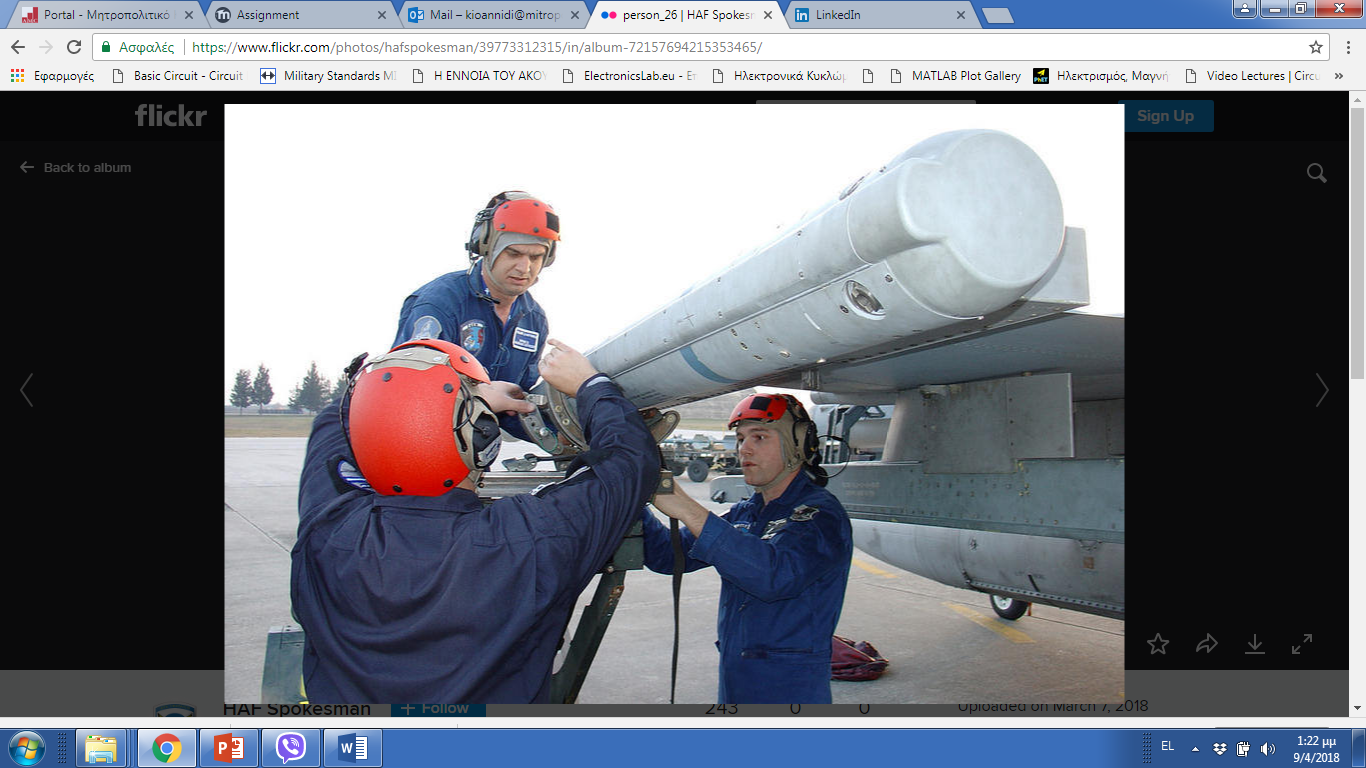 Portal - Μητροπολιτικό
Assignment
Mail – kioannidi@mitrop
person_26 | HAF Spokesm
LinkedIn
Ασφαλές
https://www.flickr.com/photos/hafspokesman/39773312315/in/album-72157694215353465/
Εφαρμογές
Basic Circuit - Circuit
Military Standards MI
Η ΕΝΝΟΙΑ ΤΟΥ ΑΚΟΥ
ElectronicsLab.eu - Επ
Ηλεκτρονικά Κυκλώμ
MATLAB Plot Gallery
Ηλεκτρισμός, Μαγνή
Video Lectures | Circu
»
flickr
Sign Up
Back to album
HAF Spokesman
+ Follow
243
0
0
Uploaded on March 7, 2018
EL
1:22 μμ
9/4/2018